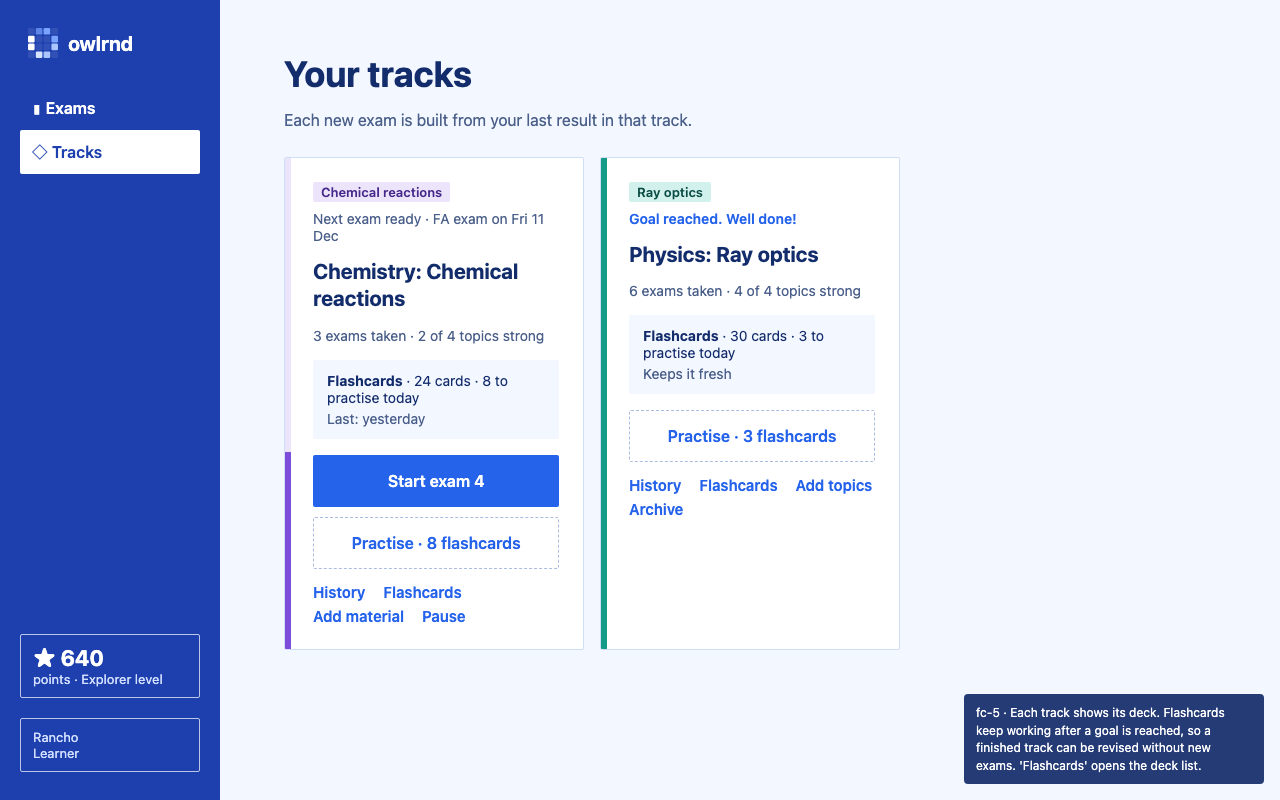 owlrnd
Exams
Tracks
640
points · Explorer level
Rancho
Learner
Your tracks
Each new exam is built from your last result in that track.
Chemical reactions
Next exam ready · FA exam on Fri 11
Dec
Chemistry: Chemical
reactions
3 exams taken · 2 of 4 topics strong
Flashcards · 24 cards · 8 to
practise today
Last: yesterday
Start exam 4
Practise · 8 flashcards
History Flashcards
Add material Pause
Ray optics
Goal reached. Well done!
Physics: Ray optics
6 exams taken · 4 of 4 topics strong
Flashcards · 30 cards · 3 to
practise today
Keeps it fresh
Practise · 3 flashcards
History Flashcards Add topics
Archive
fc-5 · Each track shows its deck. Flashcards
keep working after a goal is reached, so a
finished track can be revised without new
exams. 'Flashcards' opens the deck list.